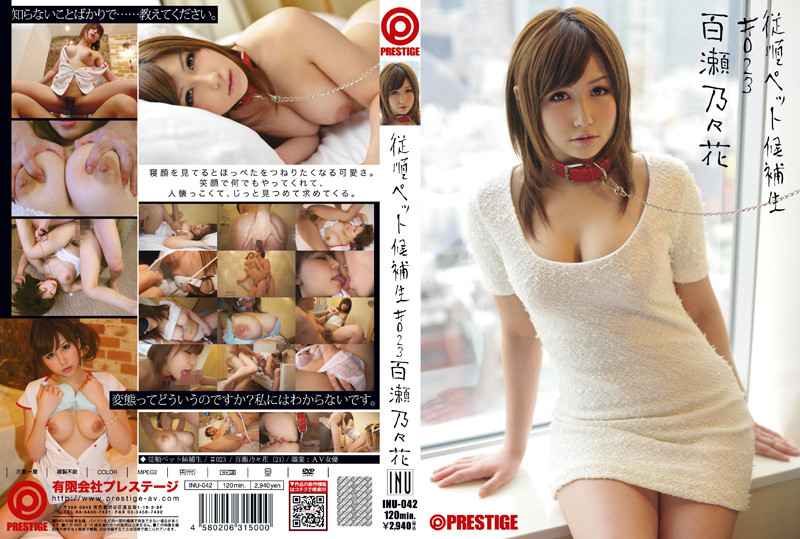 知らないことばかりで……教えてください。
寝顔を見てるとほっぺたをつねりたくなる可愛さ。
笑顔で何でもやってくれて、
人懐っこくて、じっと見つめて求めてくる。
変態ってどういうのですか?私にはわからないです。
COLOR
MPEG2
INU-042
120min.
2,940yen
有限会社プレステージ
http://www.prestige-av.com/
4 580206 315000
PRESTIGE
従順ペット候補生 #023 百瀬乃々花
INU
INU-042
120min.
¥2,940
従順ペット候補生
#023
百瀬乃々花
PRESTIGE